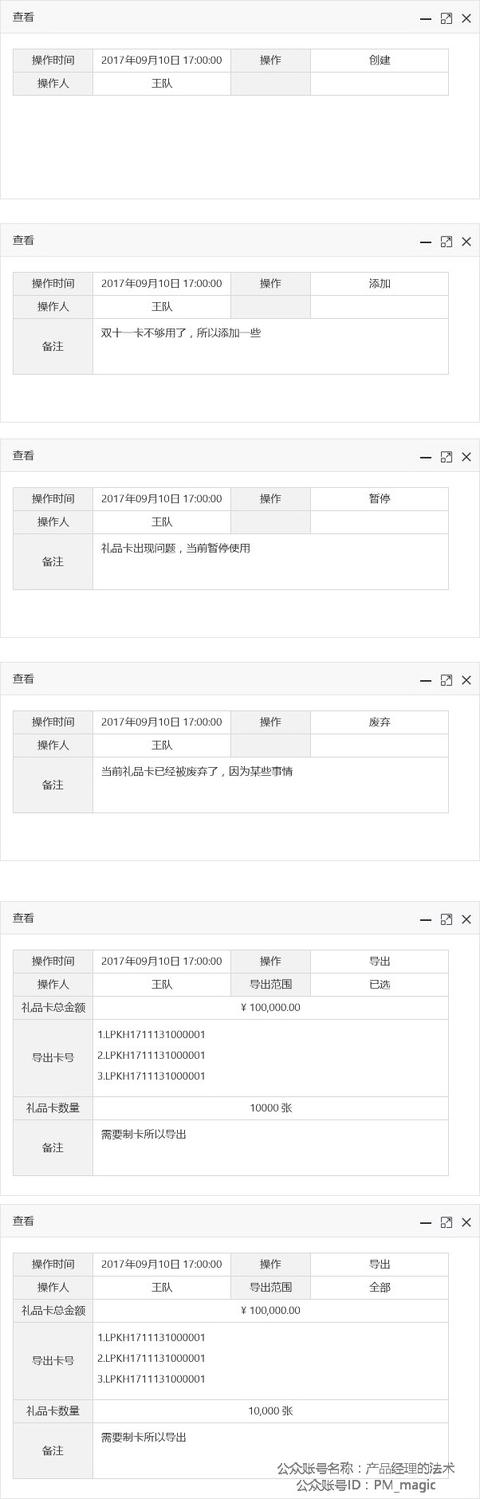 查看
操作时间 2017年09月10日 17:00:00 操作 创建
操作人 王队
查看
操作时间 2017年09月10日 17:00:00 操作 添加
操作人 王队
备注 双十一卡不够用了，所以添加一些
查看
操作时间 2017年09月10日 17:00:00 操作 暂停
操作人 王队
备注 礼品卡出现问题，当前暂停使用
查看
操作时间 2017年09月10日 17:00:00 操作 废弃
操作人 王队
备注 当前礼品卡已经被废弃了，因为某些事情
查看
操作时间 2017年09月10日 17:00:00 操作 导出
操作人 王队 导出范围 已选
礼品卡总金额 ¥ 100,000.00
导出卡号 1.LPKH1711131000001
2.LPKH1711131000001
3.LPKH1711131000001
礼品卡数量 10000 张
备注 需要制卡所以导出
查看
操作时间 2017年09月10日 17:00:00 操作 导出
操作人 王队 导出范围 全部
礼品卡总金额 ¥ 100,000.00
导出卡号 1.LPKH1711131000001
2.LPKH1711131000001
3.LPKH1711131000001
礼品卡数量 10,000 张
备注 需要制卡所以导出
公众账号名称：产品经理的法术
公众账号ID：PM_magic